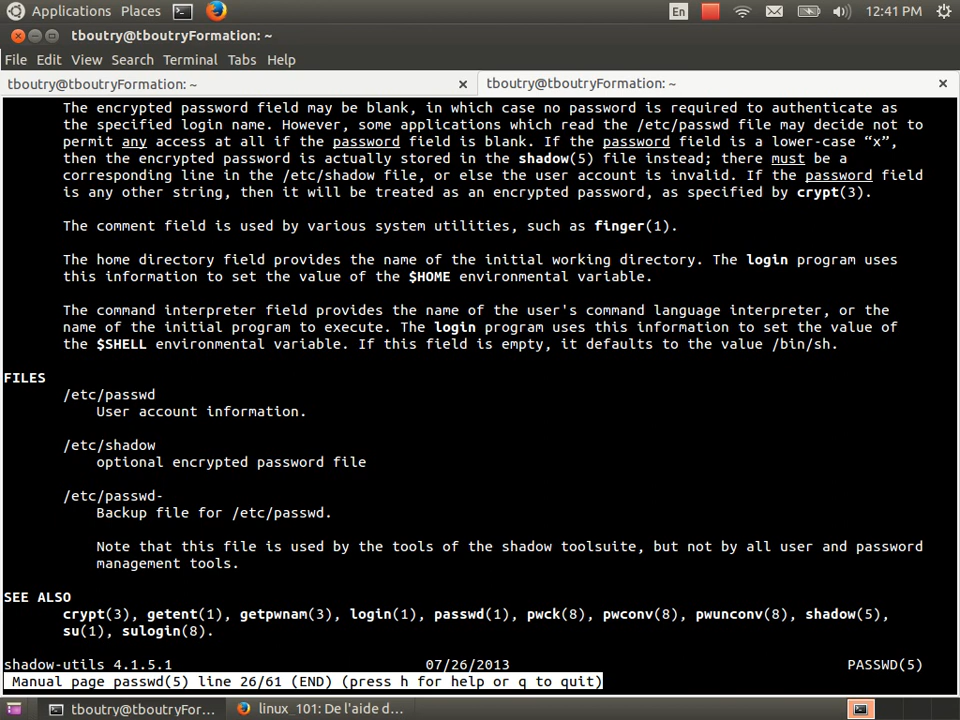 Applications Places En 12:41 PM
tboutry@tboutryFormation: ~
File Edit View Search Terminal Tabs Help
tboutry@tboutryFormation: ~ tboutry@tboutryFormation: ~
The encrypted password field may be blank, in which case no password is required to authenticate as
the specified login name. However, some applications which read the /etc/passwd file may decide not to
permit any access at all if the password field is blank. If the password field is a lower-case “x”,
then the encrypted password is actually stored in the shadow(5) file instead; there must be a
corresponding line in the /etc/shadow file, or else the user account is invalid. If the password field
is any other string, then it will be treated as an encrypted password, as specified by crypt(3).
The comment field is used by various system utilities, such as finger(1).
The home directory field provides the name of the initial working directory. The login program uses
this information to set the value of the $HOME environmental variable.
The command interpreter field provides the name of the user's command language interpreter, or the
name of the initial program to execute. The login program uses this information to set the value of
the $SHELL environmental variable. If this field is empty, it defaults to the value /bin/sh.
FILES
/etc/passwd
User account information.
/etc/shadow
optional encrypted password file
/etc/passwd-
Backup file for /etc/passwd.
Note that this file is used by the tools of the shadow toolsuite, but not by all user and password
management tools.
SEE ALSO
crypt(3), getent(1), getpwnam(3), login(1), passwd(1), pwck(8), pwconv(8), pwunconv(8), shadow(5),
su(1), sulogin(8).
shadow-utils 4.1.5.1 07/26/2013 PASSWD(5)
Manual page passwd(5) line 26/61 (END) (press h for help or q to quit)
tboutry@tboutryFor... linux_101: De l'aide d...